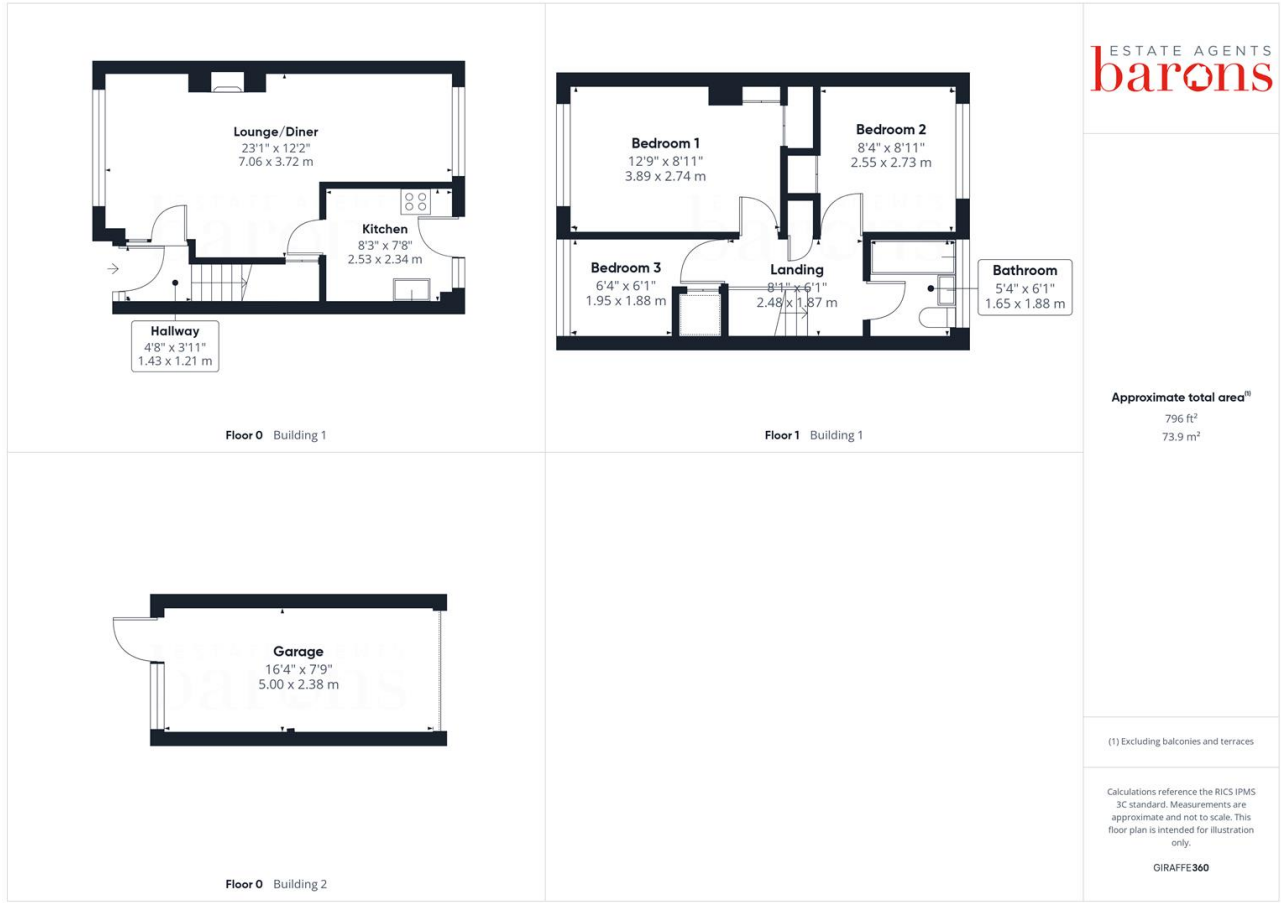 Lounge/Diner
23'1" x 12'2"
7.06 x 3.72 m
Kitchen
8'3" x 7'8"
2.53 x 2.34 m
Hallway
4'8" x 3'11"
1.43 x 1.21 m
Floor 0 Building 1
Bedroom 1
12'9" x 8'11"
3.89 x 2.74 m
Bedroom 2
8'4" x 8'11"
2.55 x 2.73 m
Bedroom 3
6'4" x 6'1"
1.95 x 1.88 m
Landing
8'1" x 6'1"
2.48 x 1.87 m
Bathroom
5'4" x 6'1"
1.65 x 1.88 m
Floor 1 Building 1
Garage
16'4" x 7'9"
5.00 x 2.38 m
Floor 0 Building 2
ESTATE AGENTS
barons
Approximate total area(1)
796 ft²
73.9 m²
(1) Excluding balconies and terraces
Calculations reference the RICS IPMS
3C standard. Measurements are
approximate and not to scale. This
floor plan is intended for illustration
only.
GIRAFFE360